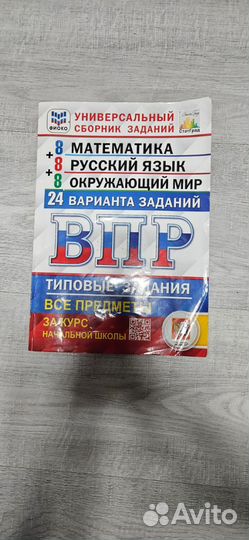 ФИОКО
УНИВЕРСАЛЬНЫЙ
СБОРНИК ЗАДАНИЙ
СтатГрад
8 МАТЕМАТИКА
+8 РУССКИЙ ЯЗЫК
+8 ОКРУЖАЮЩИЙ МИР
24 ВАРИАНТА ЗАДАНИЙ
ВПР
ТИПОВЫЕ ЗАДАНИЯ
ВСЕ ПРЕДМЕТЫ
ЗА КУРС
НАЧАЛЬНОЙ ШКОЛЫ
Avito